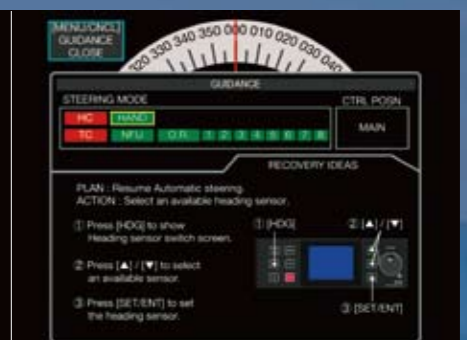 [MENU/CNCL]
GUIDANCE
CLOSE
320 330 340 350 000 010 020 030 040
GUIDANCE
STEERING MODE
CTRL POSN
HC HAND
MAIN
TC NFU O.R. 1 2 3 4 5 6 7 8
RECOVERY IDEAS
PLAN : Resume Automatic steering.
ACTION : Select an available heading sensor.
① Press [HDG] to show
Heading sensor switch screen.
① [HDG]
② [▲] / [▼]
② Press [▲] / [▼] to select
an available sensor.
③ Press [SET/ENT] to set
the heading sensor.
③ [SET/ENT]